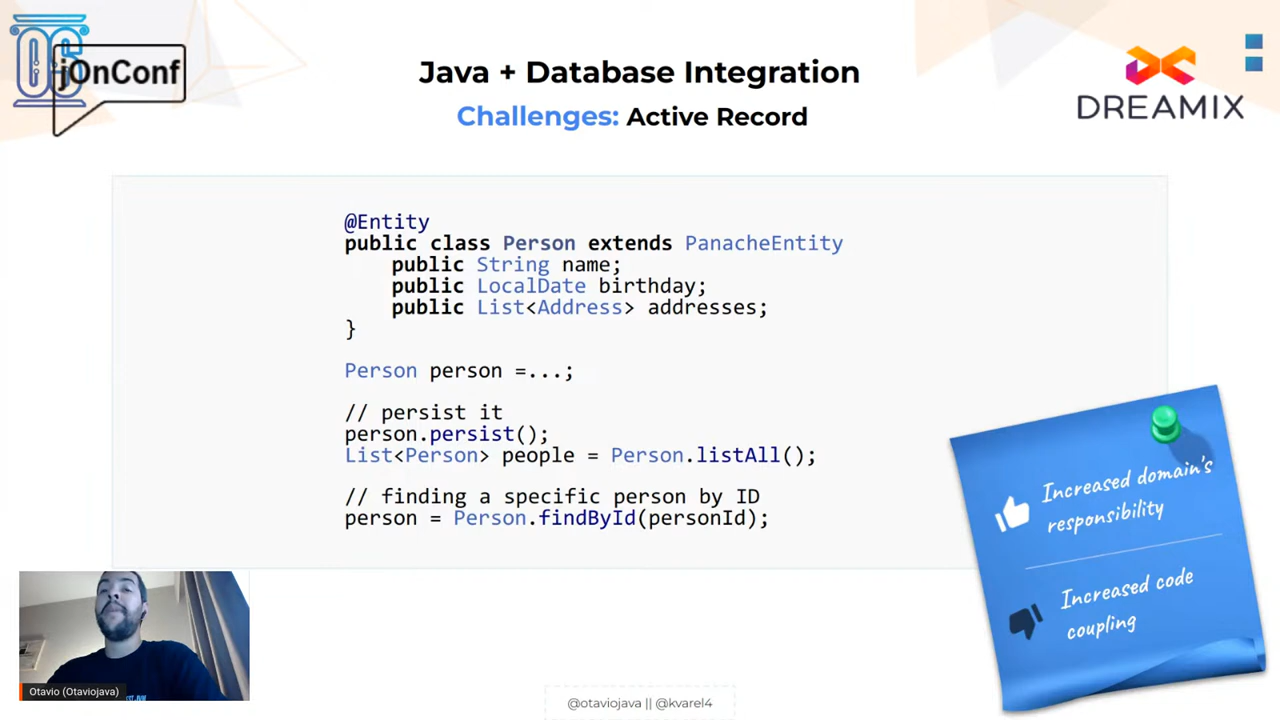 jOnConf
Java + Database Integration
Challenges: Active Record
DREAMIX
@Entity
public class Person extends PanacheEntity
public String name;
public LocalDate birthday;
public List<Address> addresses;
}
Person person =...;
// persist it
person.persist();
List<Person> people = Person.listAll();
// finding a specific person by ID
person = Person.findById(personId);
Increased domain's
responsibility
Increased code
coupling
Otavio (Otaviojava)
@otaviojava || @kvarel4